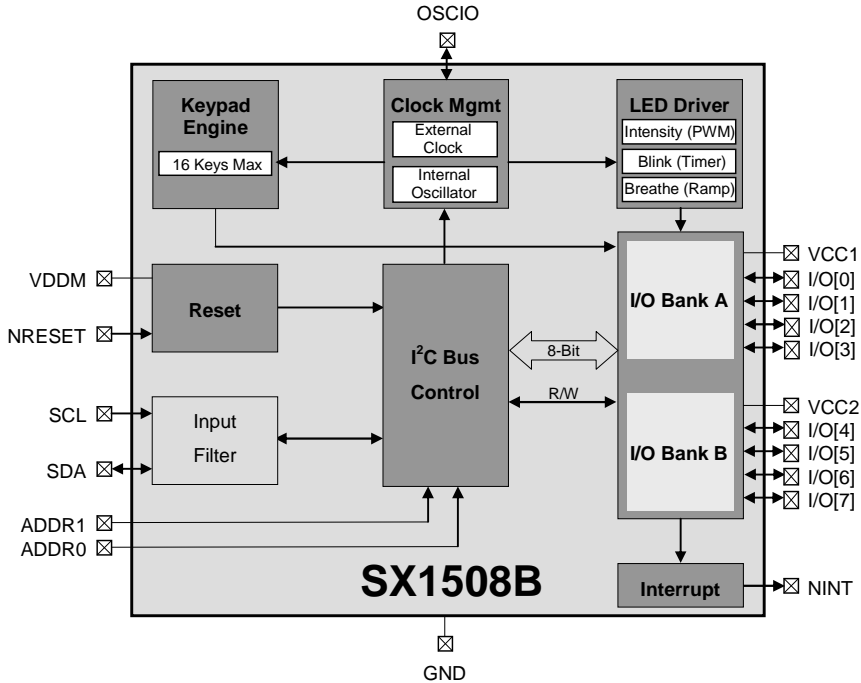 OSCIO
Keypad
Engine
16 Keys Max
Clock Mgmt
External
Clock
Internal
Oscillator
LED Driver
Intensity (PWM)
Blink (Timer)
Breathe (Ramp)
VDDM
NRESET
Reset
SCL
SDA
Input
Filter
ADDR1
ADDR0
I²C Bus
Control
8-Bit
R/W
I/O Bank A
I/O Bank B
VCC1
I/O[0]
I/O[1]
I/O[2]
I/O[3]
VCC2
I/O[4]
I/O[5]
I/O[6]
I/O[7]
Interrupt
NINT
SX1508B
GND